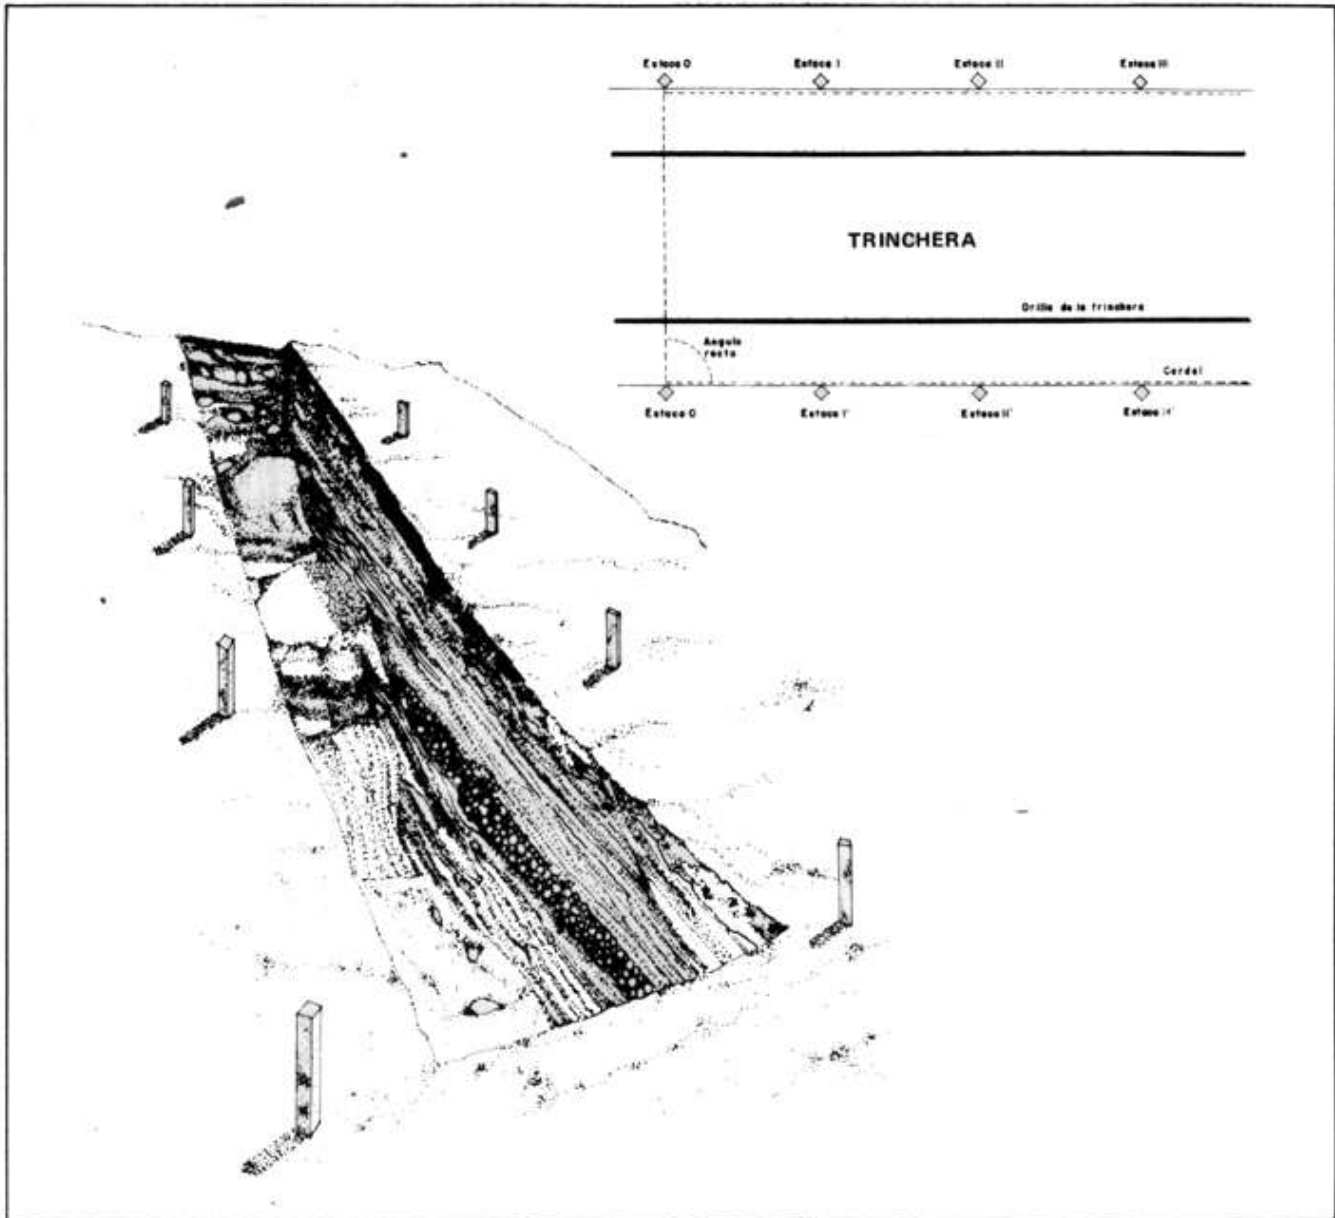 Estaca 0 Estaca I Estaca II Estaca III
TRINCHERA
Orilla de la trinchera
Angulo
recto
Cordel
Estaca 0 Estaca I' Estaca II'